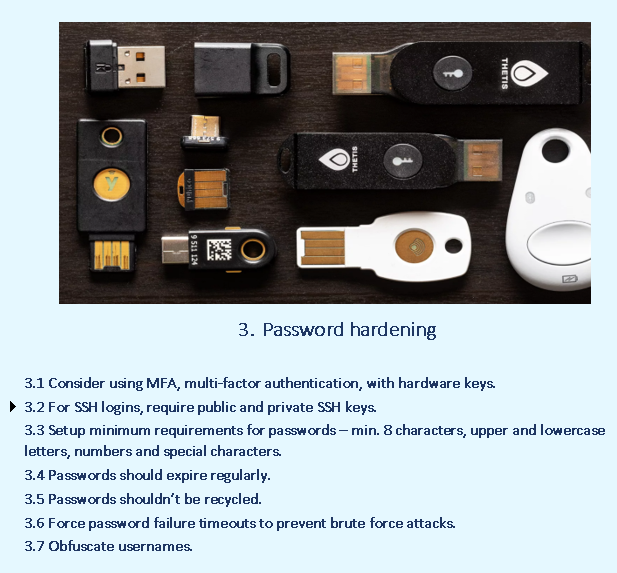 THETIS
THETIS
3. Password hardening
3.1 Consider using MFA, multi-factor authentication, with hardware keys.
3.2 For SSH logins, require public and private SSH keys.
3.3 Setup minimum requirements for passwords – min. 8 characters, upper and lowercase
letters, numbers and special characters.
3.4 Passwords should expire regularly.
3.5 Passwords shouldn't be recycled.
3.6 Force password failure timeouts to prevent brute force attacks.
3.7 Obfuscate usernames.